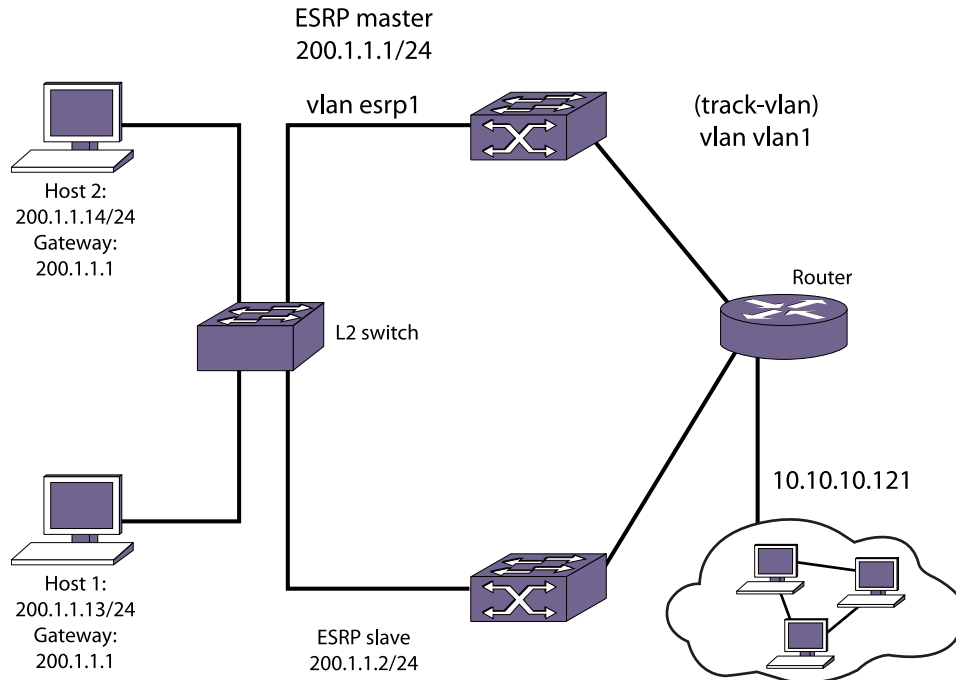 ESRP master
200.1.1.1/24
vlan esrp1
(track-vlan)
vlan vlan1
Host 2:
200.1.1.14/24
Gateway:
200.1.1.1
Router
L2 switch
10.10.10.121
Host 1:
200.1.1.13/24
Gateway:
200.1.1.1
ESRP slave
200.1.1.2/24